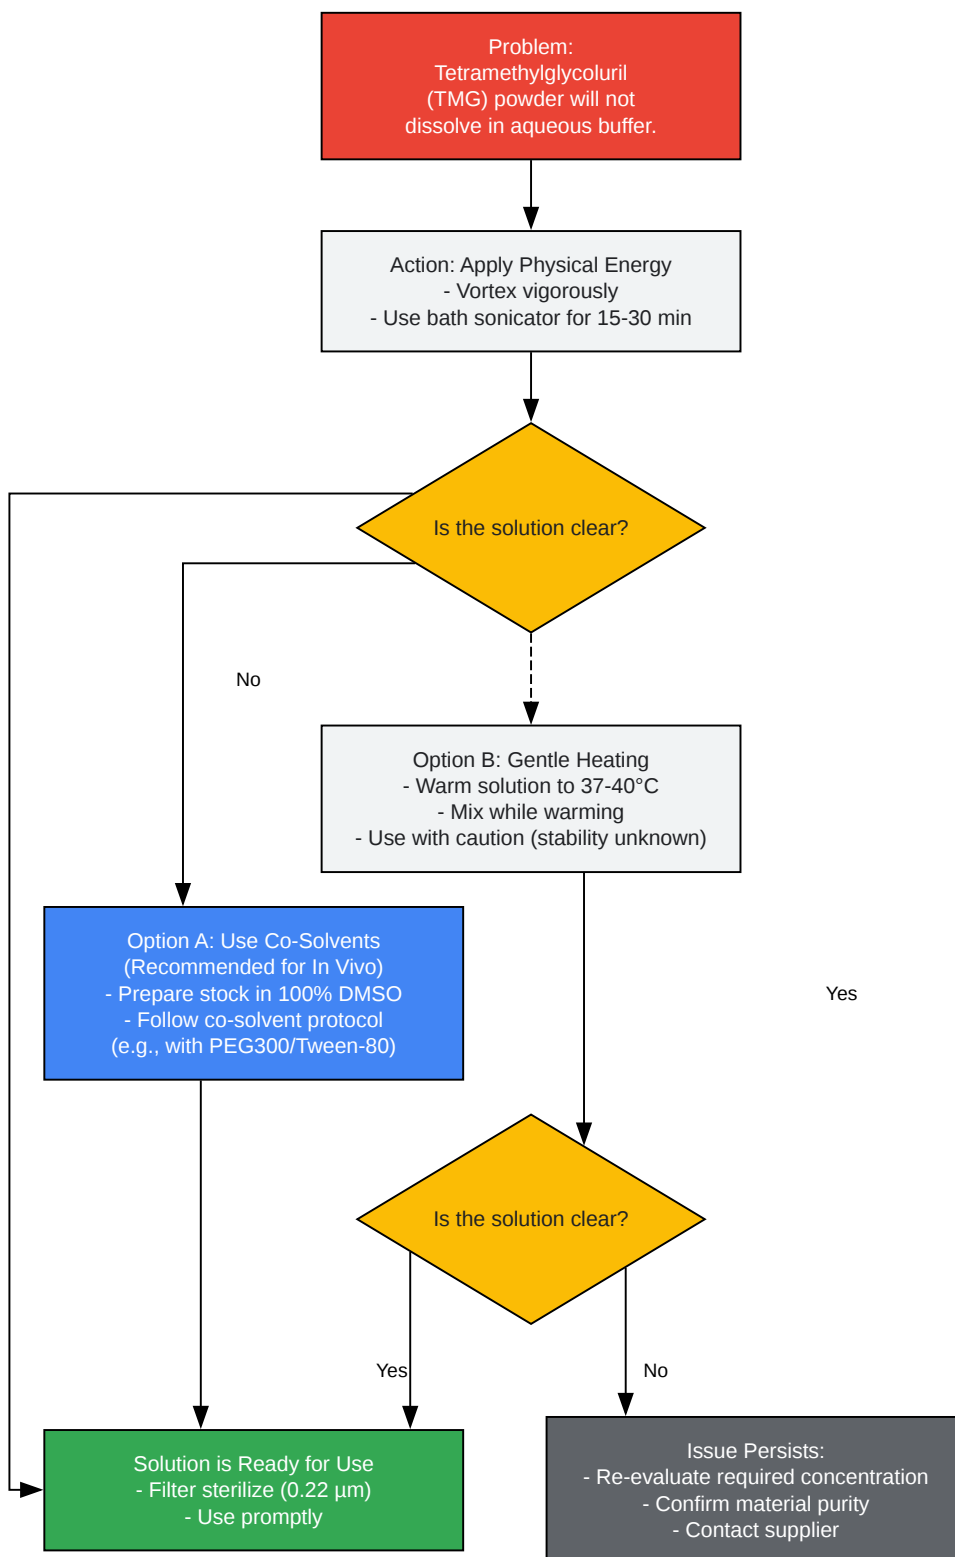 Problem:
Tetramethylglycoluril
(TMG) powder will not
dissolve in aqueous buffer.
Action: Apply Physical Energy
- Vortex vigorously
- Use bath sonicator for 15-30 min
Is the solution clear?
No
Option B: Gentle Heating
- Warm solution to 37-40°C
- Mix while warming
- Use with caution (stability unknown)
Option A: Use Co-Solvents
(Recommended for In Vivo)
- Prepare stock in 100% DMSO
- Follow co-solvent protocol
(e.g., with PEG300/Tween-80)
Yes
Is the solution clear?
Yes
No
Solution is Ready for Use
- Filter sterilize (0.22 µm)
- Use promptly
Issue Persists:
- Re-evaluate required concentration
- Confirm material purity
- Contact supplier